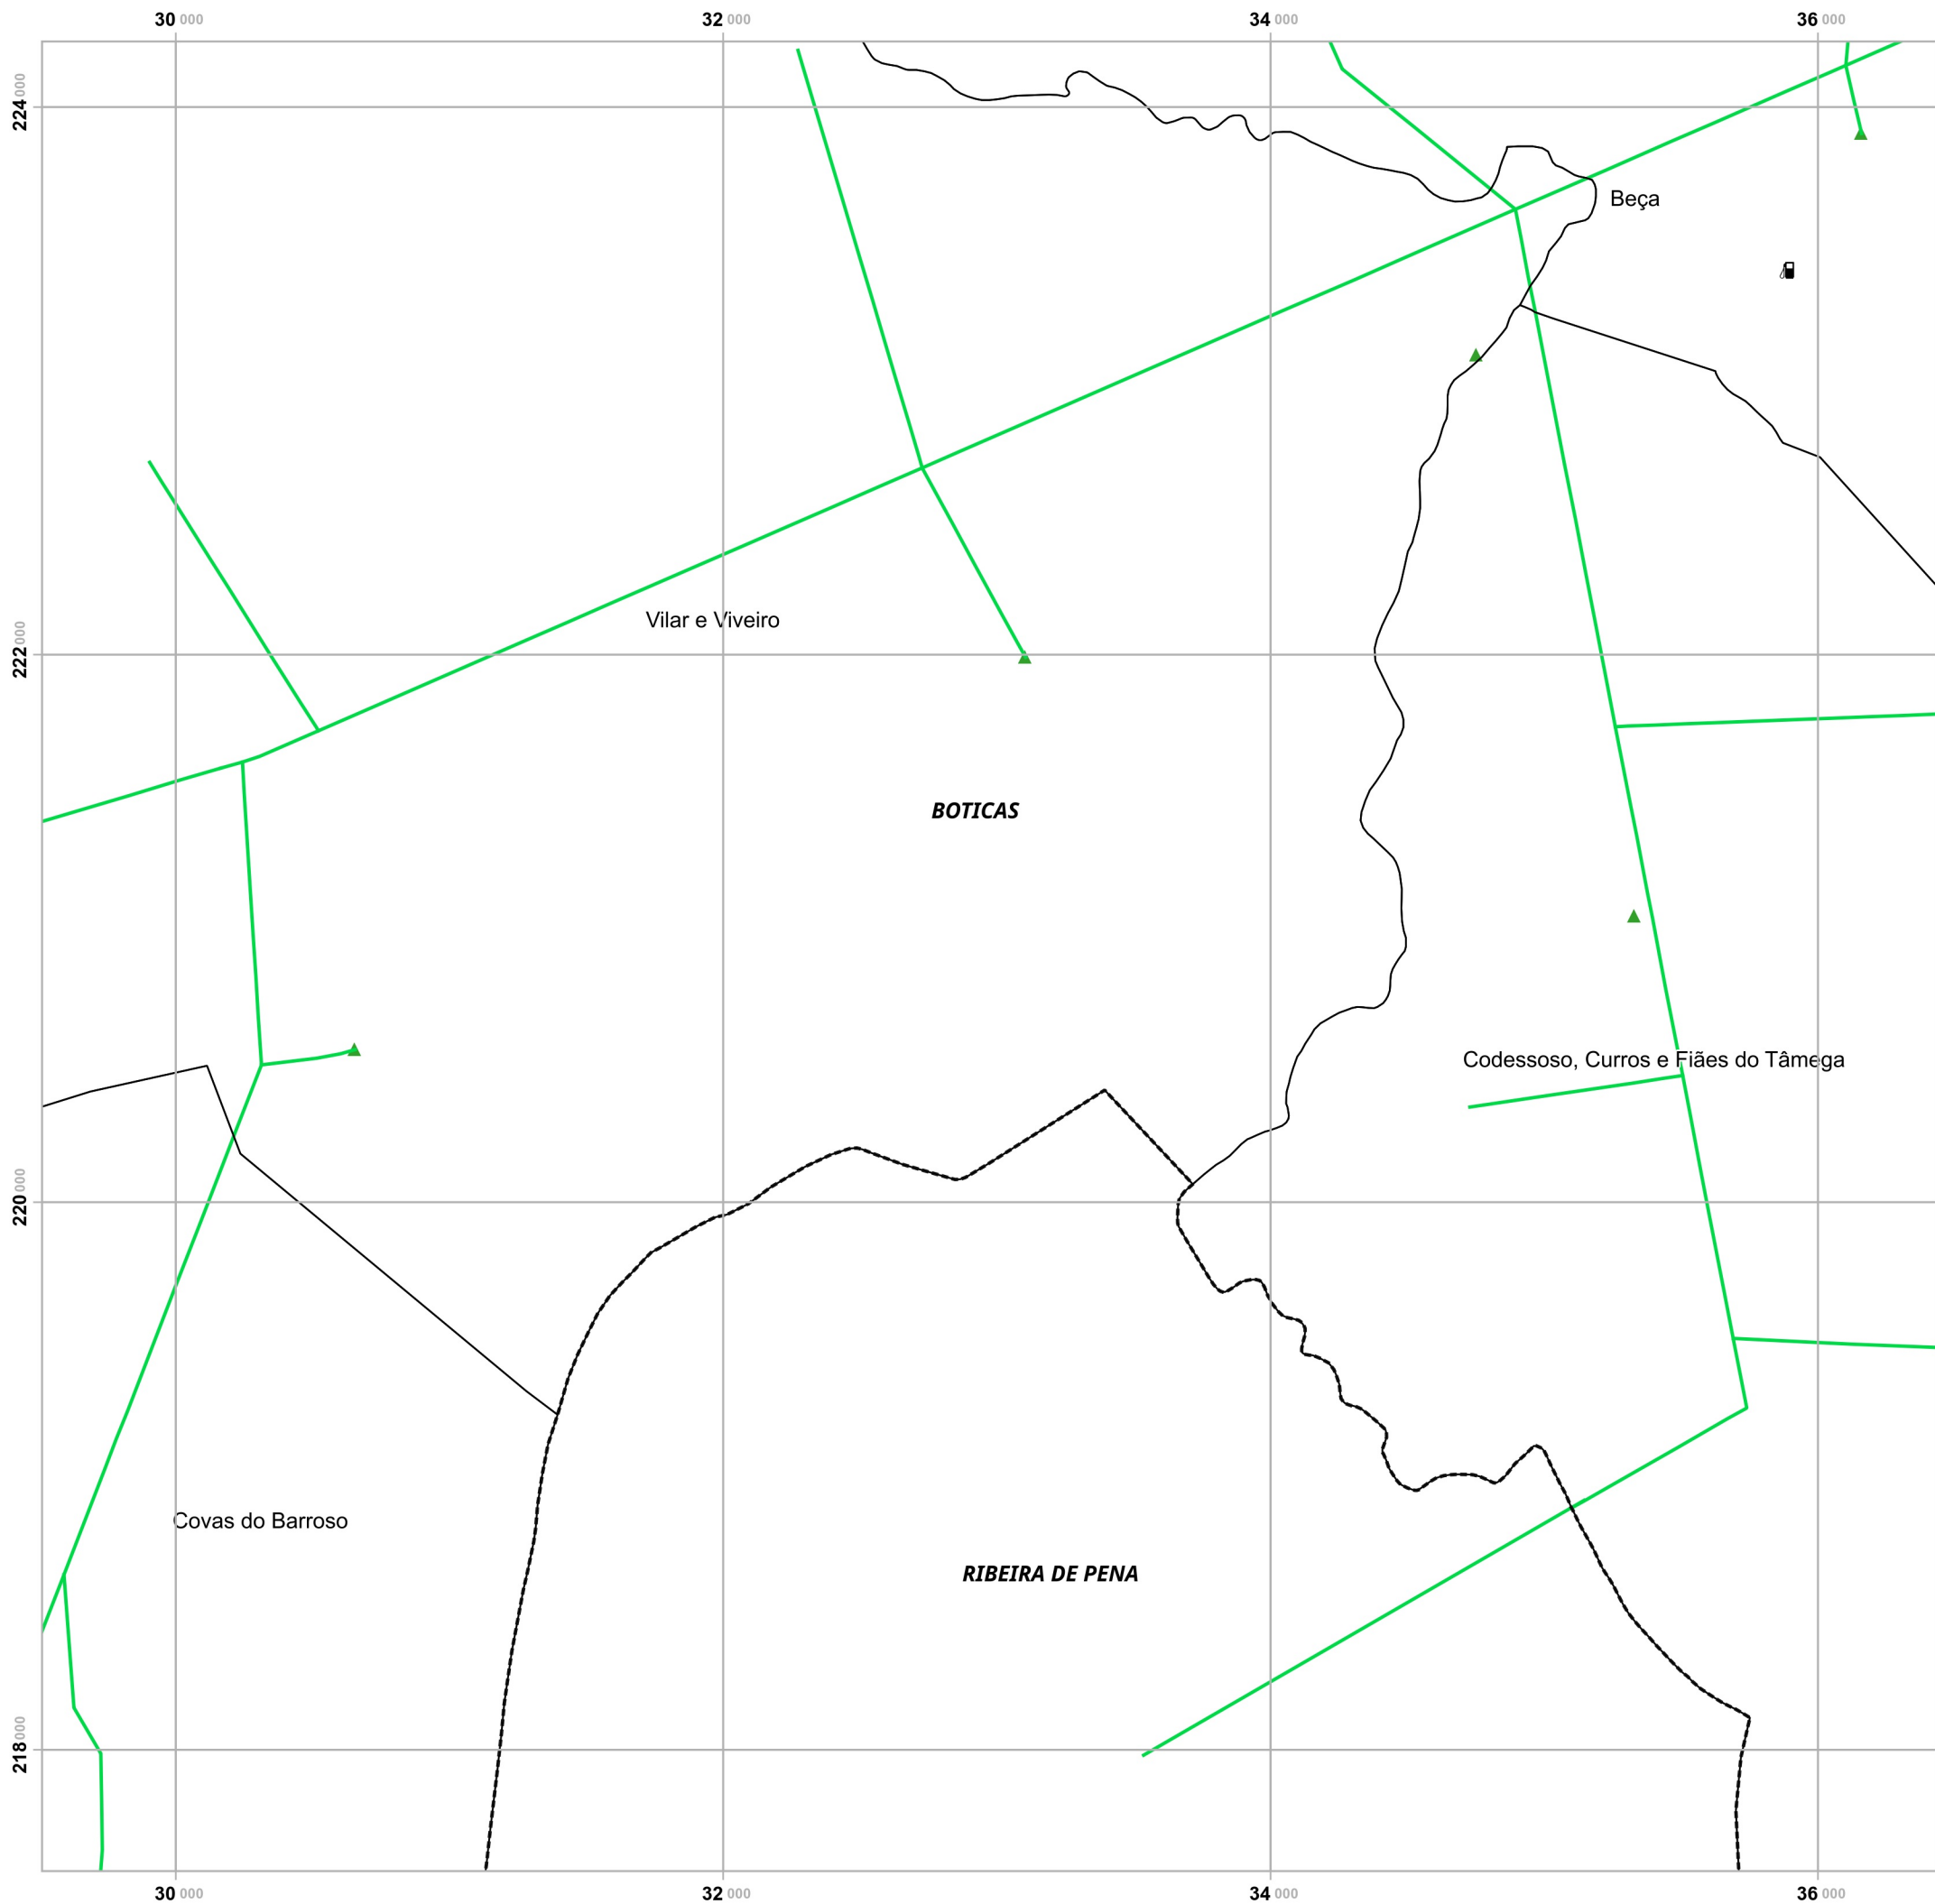 30 000 32 000 34 000 36 000
224 000
Beça
222 000
Vilar e Viveiro
BOTICAS
Codessoso, Curros e Fiães do Tâmega
220 000
Covas do Barroso
RIBEIRA DE PENA
218 000
30 000 32 000 34 000 36 000